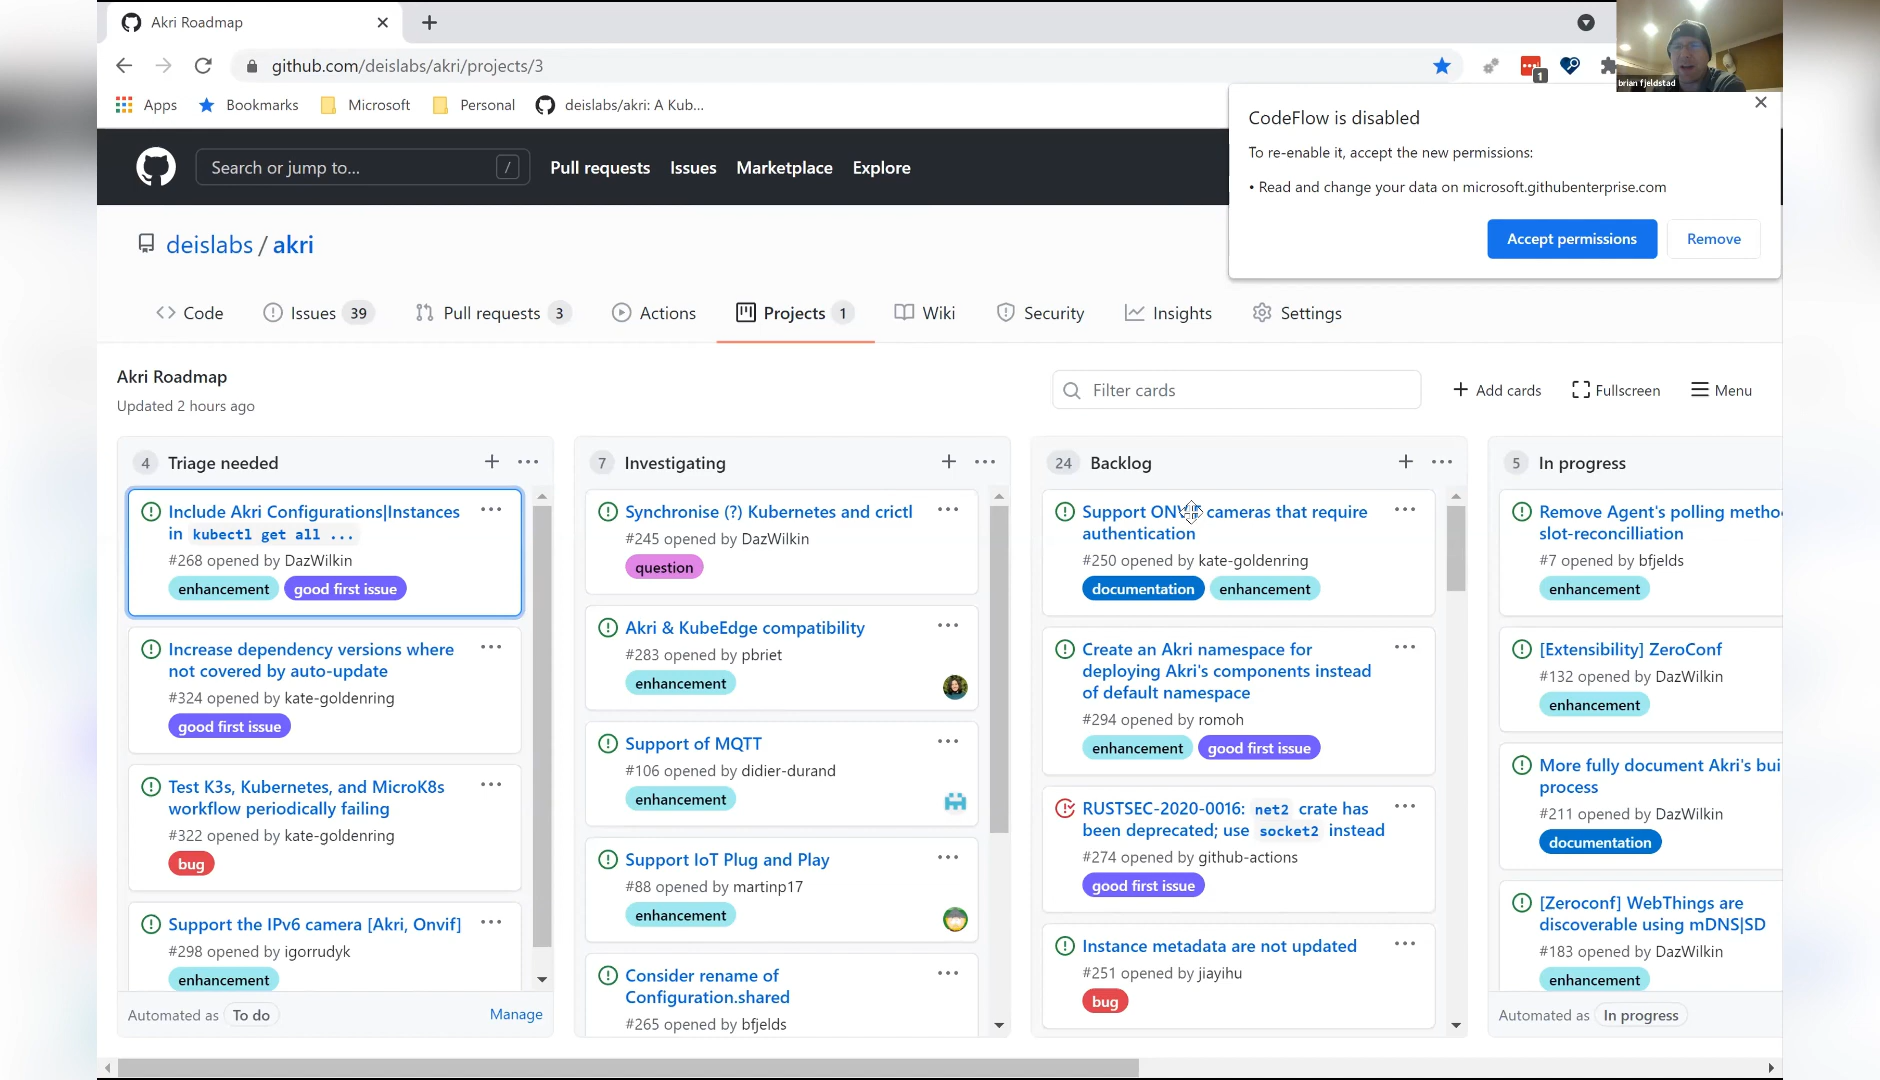 Akri Roadmap
github.com/deislabs/akri/projects/3
1
brian fjeldstad
Apps Bookmarks Microsoft Personal deislabs/akri: A Kub...
CodeFlow is disabled
To re-enable it, accept the new permissions:
• Read and change your data on microsoft.githubenterprise.com
Accept permissions Remove
Search or jump to... /
Pull requests Issues Marketplace Explore
deislabs / akri
Code Issues 39 Pull requests 3 Actions Projects 1 Wiki Security Insights Settings
Akri Roadmap
Updated 2 hours ago
Filter cards
Add cards Fullscreen Menu
4 Triage needed
Include Akri Configurations|Instances
in kubectl get all ...
#268 opened by DazWilkin
enhancement good first issue
Increase dependency versions where
not covered by auto-update
#324 opened by kate-goldenring
good first issue
Test K3s, Kubernetes, and MicroK8s
workflow periodically failing
#322 opened by kate-goldenring
bug
Support the IPv6 camera [Akri, Onvif]
#298 opened by igorrudyk
enhancement
Automated as To do Manage
7 Investigating
Synchronise (?) Kubernetes and crictl
#245 opened by DazWilkin
question
Akri & KubeEdge compatibility
#283 opened by pbriet
enhancement
Support of MQTT
#106 opened by didier-durand
enhancement
Support IoT Plug and Play
#88 opened by martinp17
enhancement
Consider rename of
Configuration.shared
#265 opened by bfjelds
24 Backlog
Support ONVIF cameras that require
authentication
#250 opened by kate-goldenring
documentation enhancement
Create an Akri namespace for
deploying Akri's components instead
of default namespace
#294 opened by romoh
enhancement good first issue
RUSTSEC-2020-0016: net2 crate has
been deprecated; use socket2 instead
#274 opened by github-actions
good first issue
Instance metadata are not updated
#251 opened by jiayihu
bug
5 In progress
Remove Agent's polling metho
slot-reconcilliation
#7 opened by bfjelds
enhancement
[Extensibility] ZeroConf
#132 opened by DazWilkin
enhancement
More fully document Akri's bui
process
#211 opened by DazWilkin
documentation
[Zeroconf] WebThings are
discoverable using mDNS|SD
#183 opened by DazWilkin
enhancement
Automated as In progress